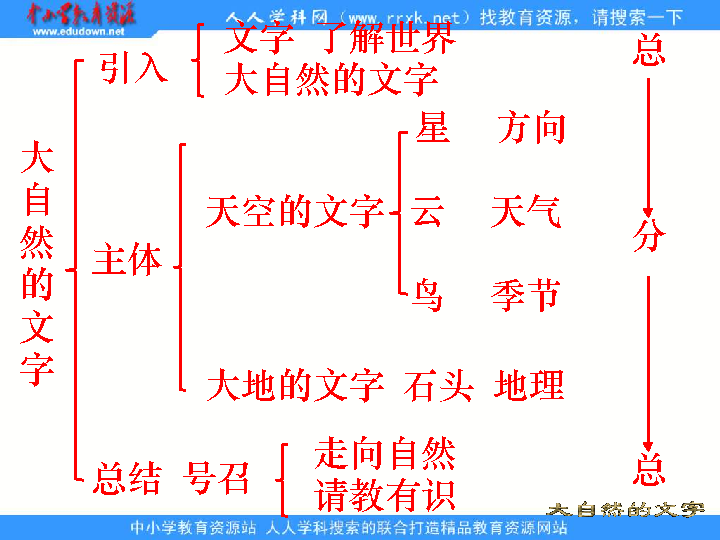 中小学教育资源站
www.edudown.net
人人学科网（www.rrxk.net）找教育资源，请搜索一下
大自然的文字
引入
文字 了解世界
大自然的文字
主体
天空的文字
星 方向
云 天气
鸟 季节
大地的文字 石头 地理
总结 号召
走向自然
请教有识
总
分
总
大自然的文字
中小学教育资源站 人人学科搜索的联合打造精品教育资源网站